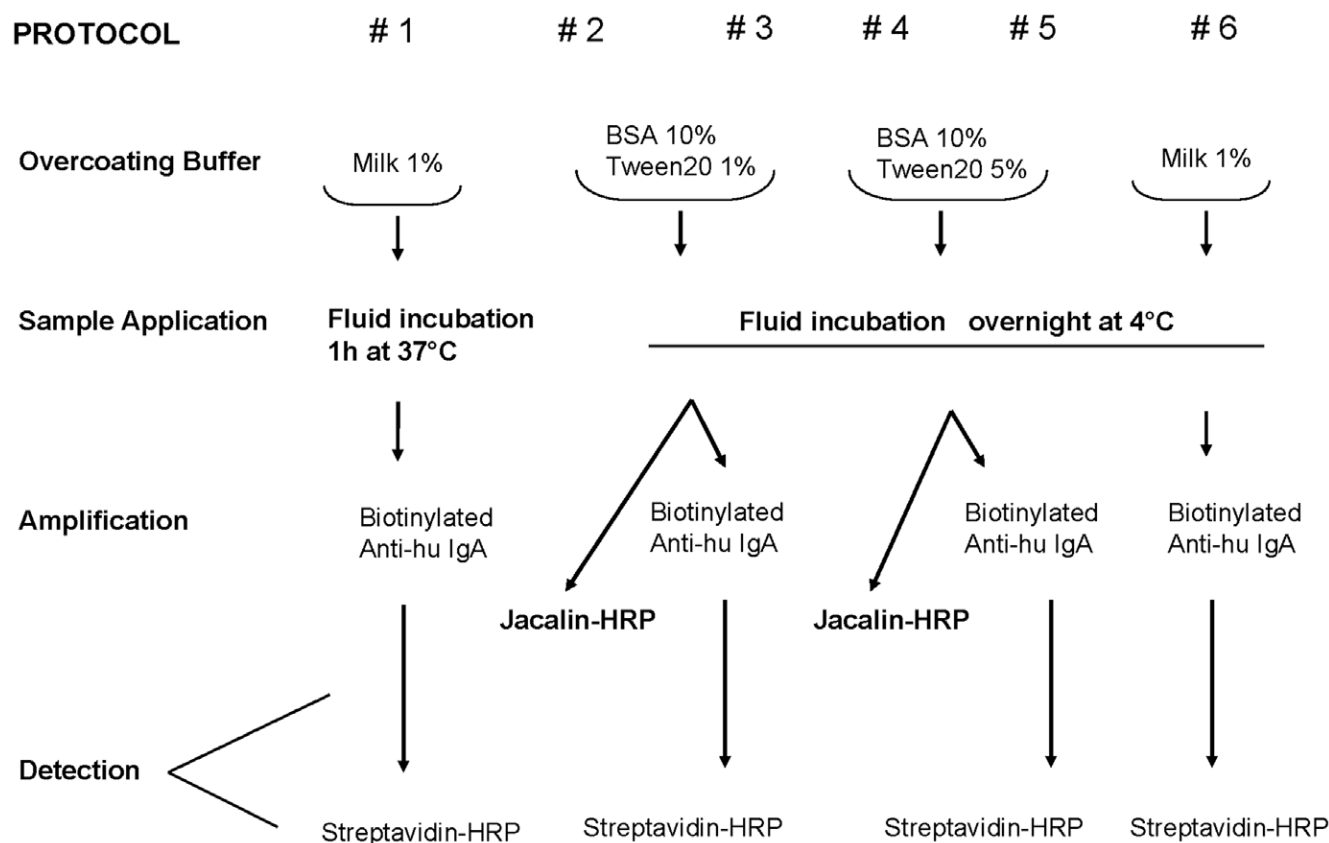 PROTOCOL # 1 # 2 # 3 # 4 # 5 # 6
Overcoating Buffer
Milk 1%
BSA 10%
Tween20 1%
BSA 10%
Tween20 5%
Milk 1%
Sample Application
Fluid incubation
1h at 37°C
Fluid incubation overnight at 4°C
Amplification
Biotinylated
Anti-hu IgA
Biotinylated
Anti-hu IgA
Biotinylated
Anti-hu IgA
Biotinylated
Anti-hu IgA
Jacalin-HRP
Jacalin-HRP
Detection
Streptavidin-HRP
Streptavidin-HRP
Streptavidin-HRP
Streptavidin-HRP